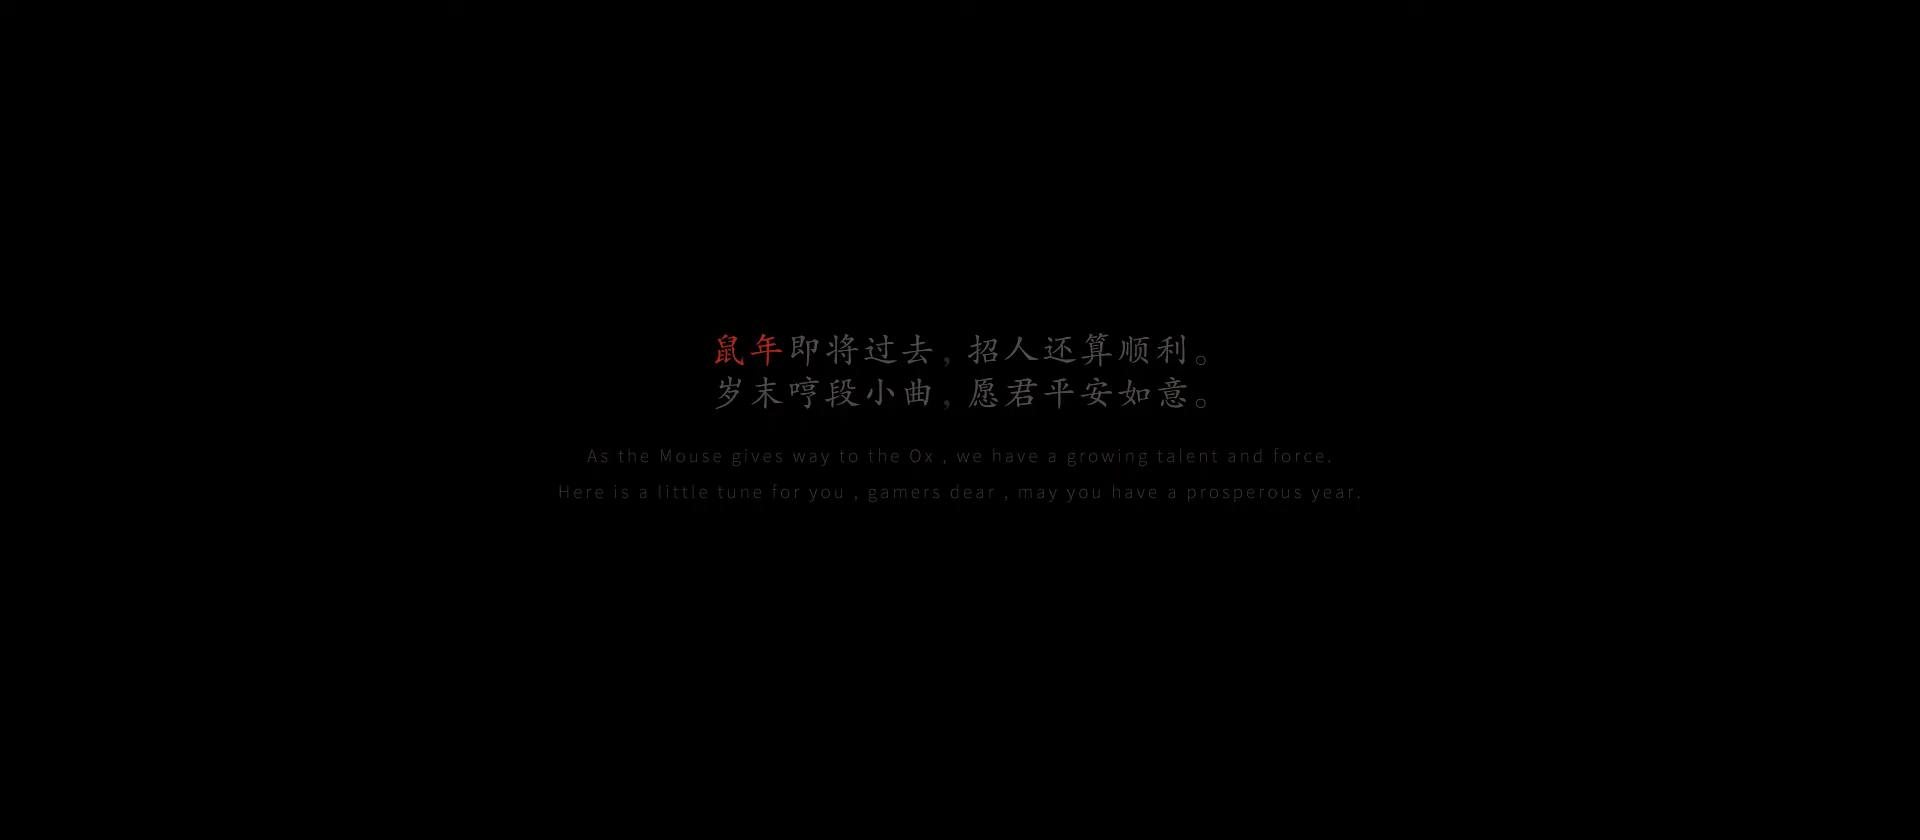 鼠年即将过去，招人还算顺利。
岁末哼段小曲，愿君平安如意。
As the Mouse gives way to the Ox , we have a growing talent and force.
Here is a little tune for you , gamers dear , may you have a prosperous year.